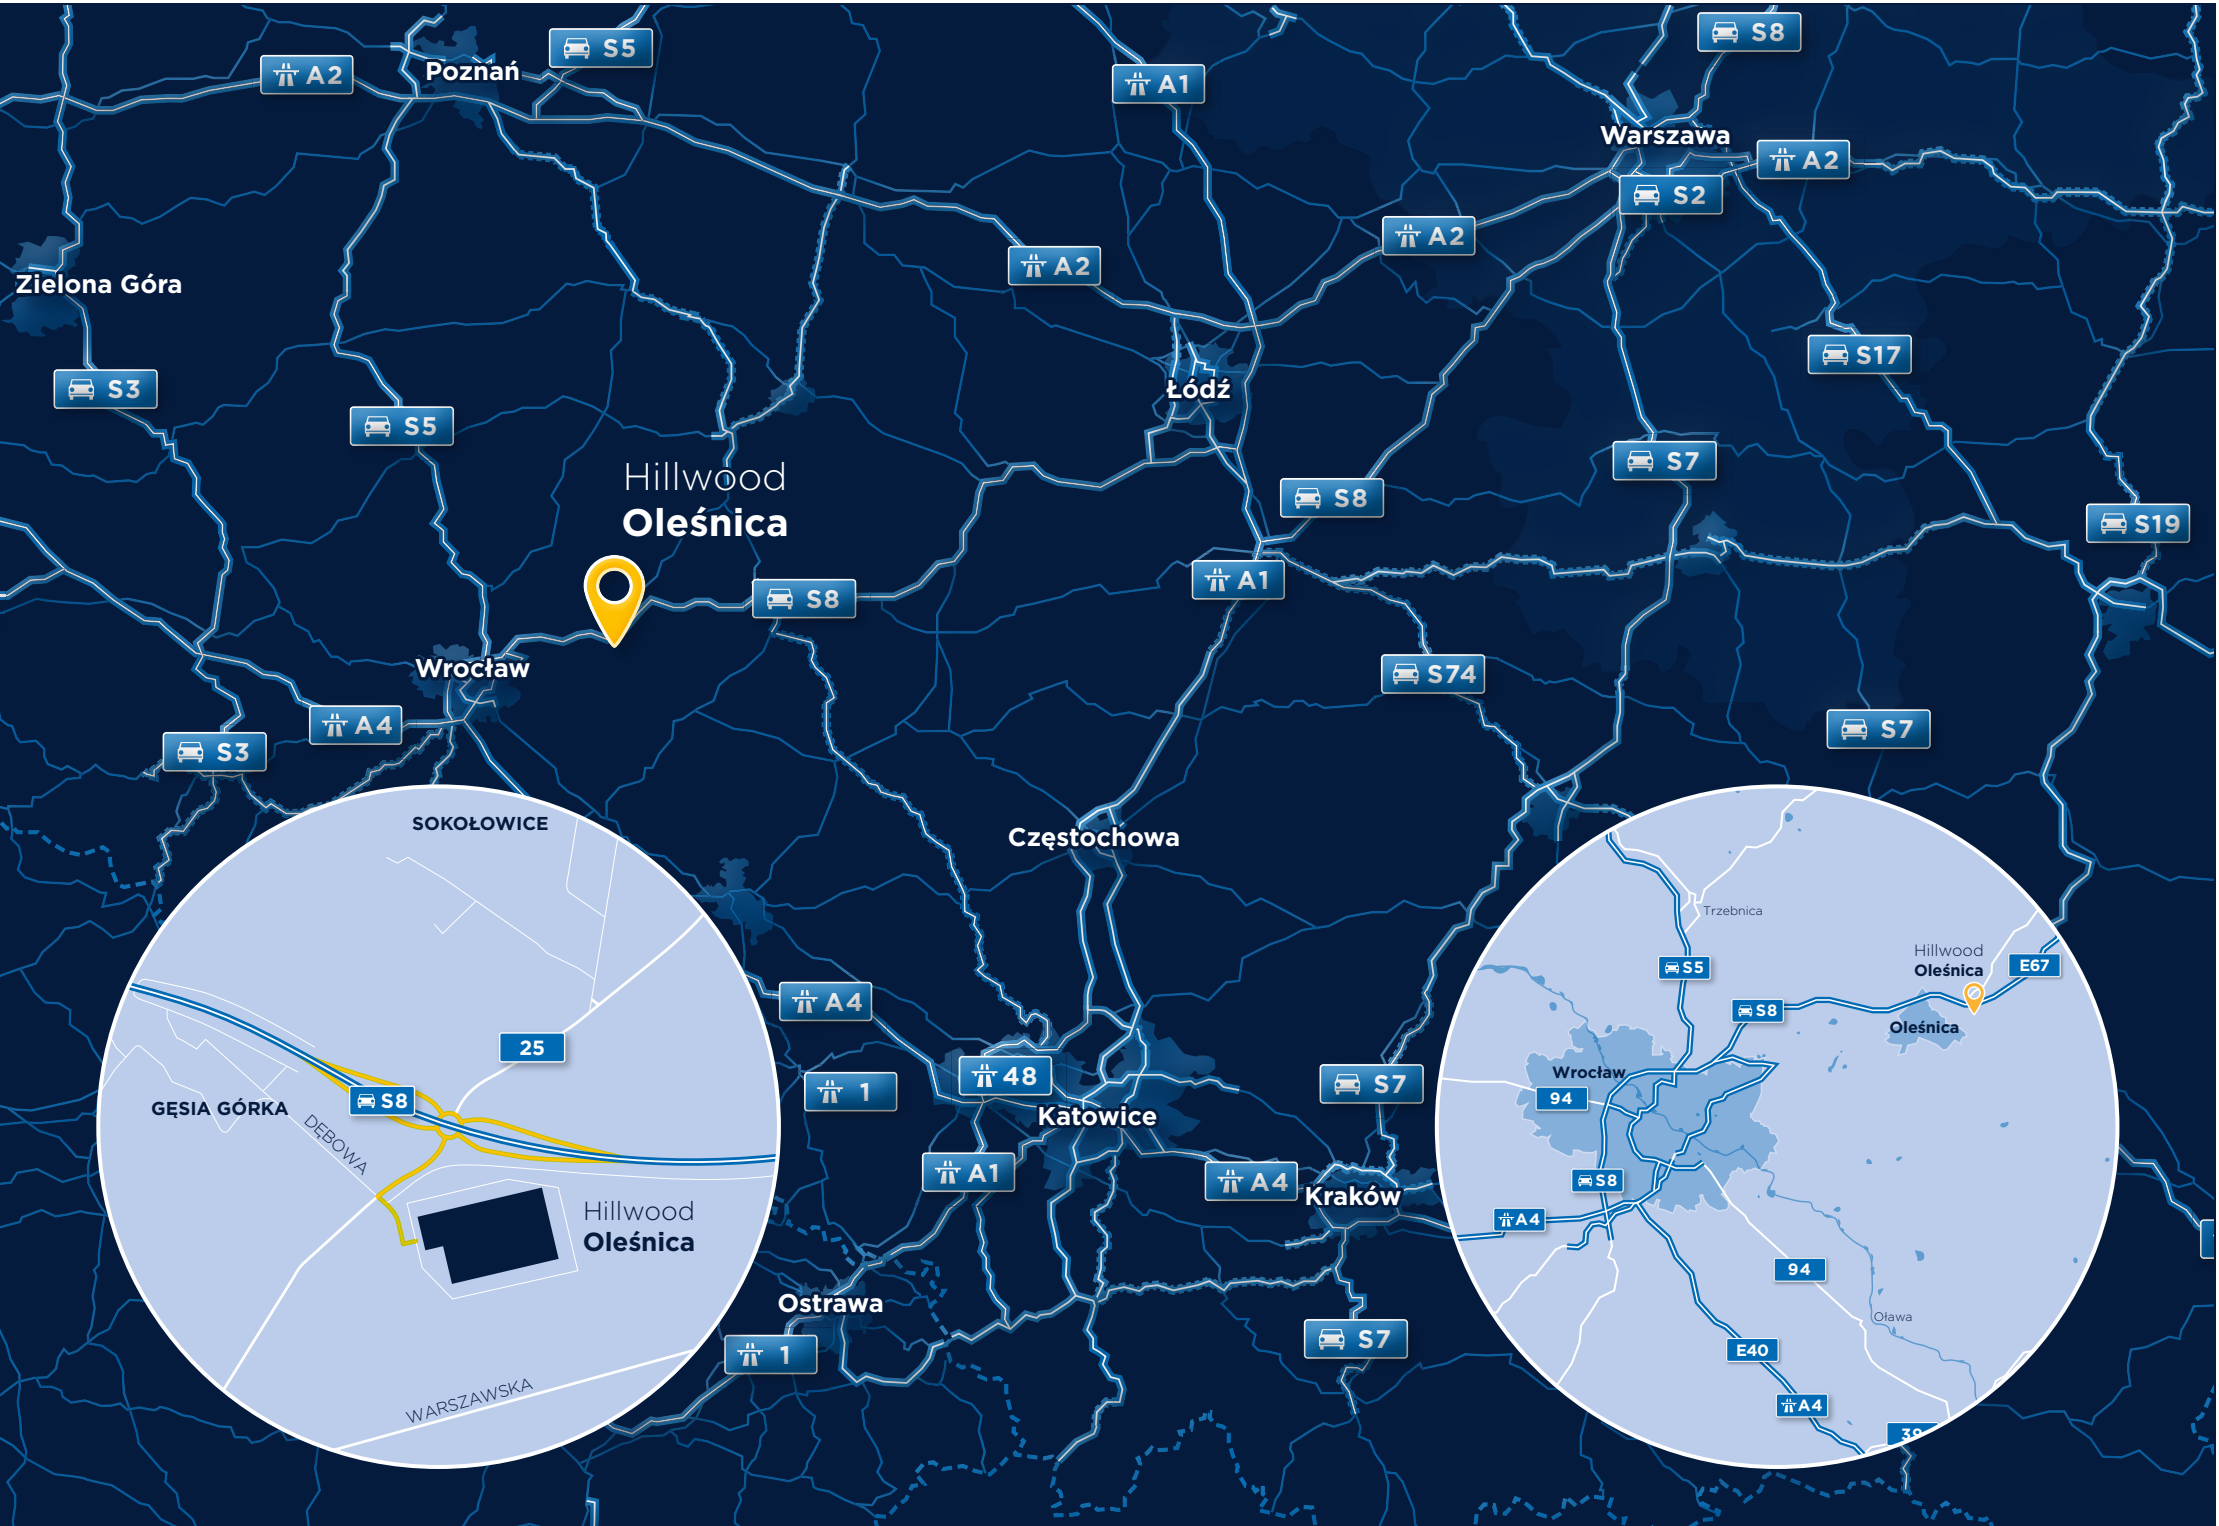 S5
S8
Poznań
A2
A1
Warszawa
A2
S2
A2
A2
Zielona Góra
S17
S3
Łódź
S5
S7
Hillwood
Oleśnica
S8
S19
A1
S8
Wrocław
S74
A4
S7
S3
Częstochowa
A4
48
1
S7
Katowice
A1
A4
Kraków
Ostrawa
1
S7
SOKOŁOWICE
25
S8
GĘSIA GÓRKA
DĘBOWA
Hillwood
Oleśnica
WARSZAWSKA
Trzebnica
Hillwood
Oleśnica
S5
E67
S8
Oleśnica
Wrocław
94
S8
A4
94
Oława
E40
A4